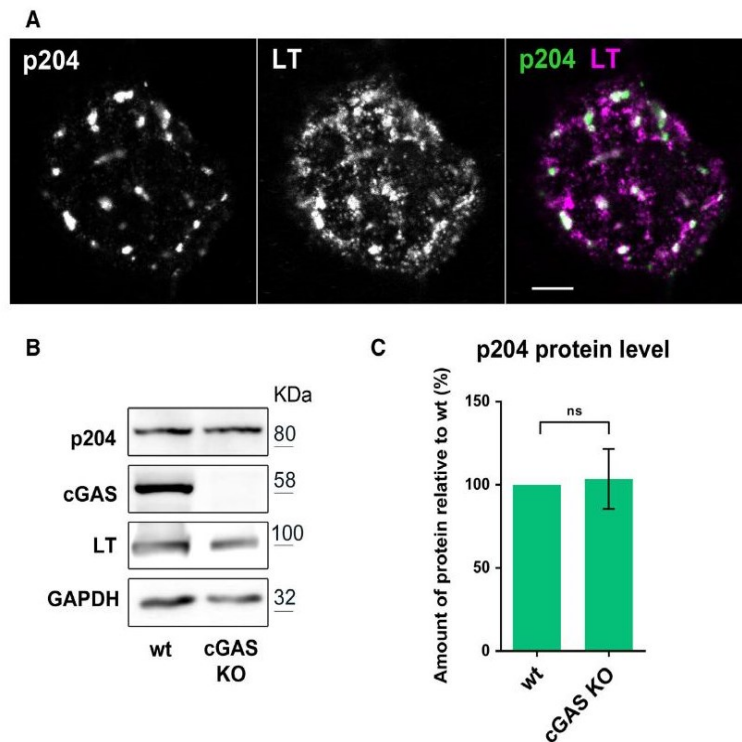 A
p204
LT
p204 LT
B
KDa
p204
80
cGAS
58
LT
100
GAPDH
32
wt
cGAS
KO
C
p204 protein level
Amount of protein relative to wt (%)
150
100
50
0
ns
wt
cGAS KO